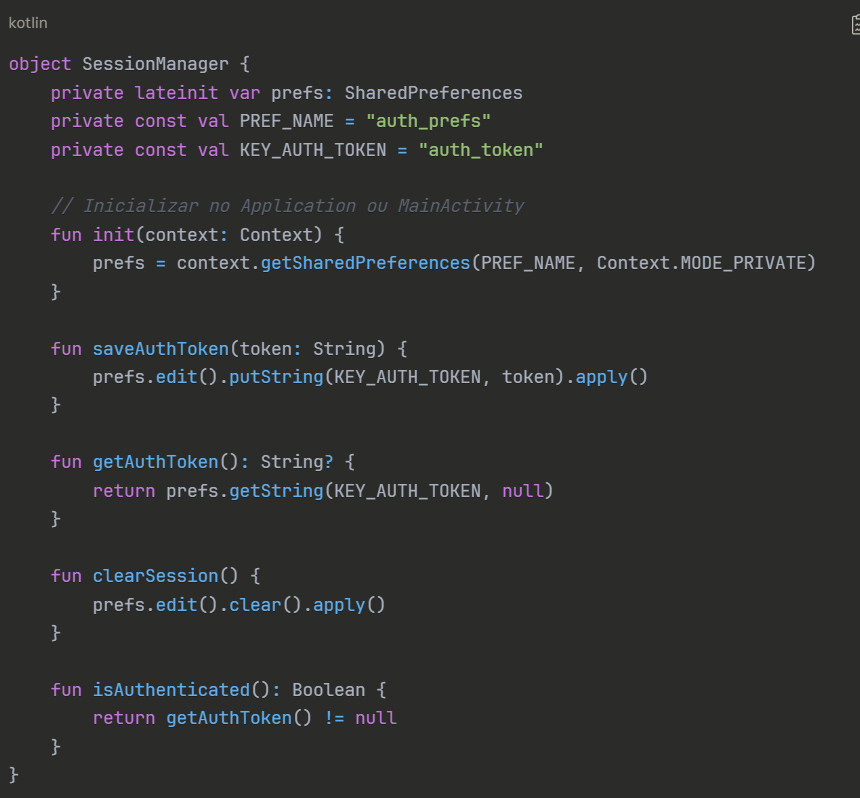 kotlin
object SessionManager {
    private lateinit var prefs: SharedPreferences
    private const val PREF_NAME = "auth_prefs"
    private const val KEY_AUTH_TOKEN = "auth_token"

    // Inicializar no Application ou MainActivity
    fun init(context: Context) {
        prefs = context.getSharedPreferences(PREF_NAME, Context.MODE_PRIVATE)
    }

    fun saveAuthToken(token: String) {
        prefs.edit().putString(KEY_AUTH_TOKEN, token).apply()
    }

    fun getAuthToken(): String? {
        return prefs.getString(KEY_AUTH_TOKEN, null)
    }

    fun clearSession() {
        prefs.edit().clear().apply()
    }

    fun isAuthenticated(): Boolean {
        return getAuthToken() != null
    }
}